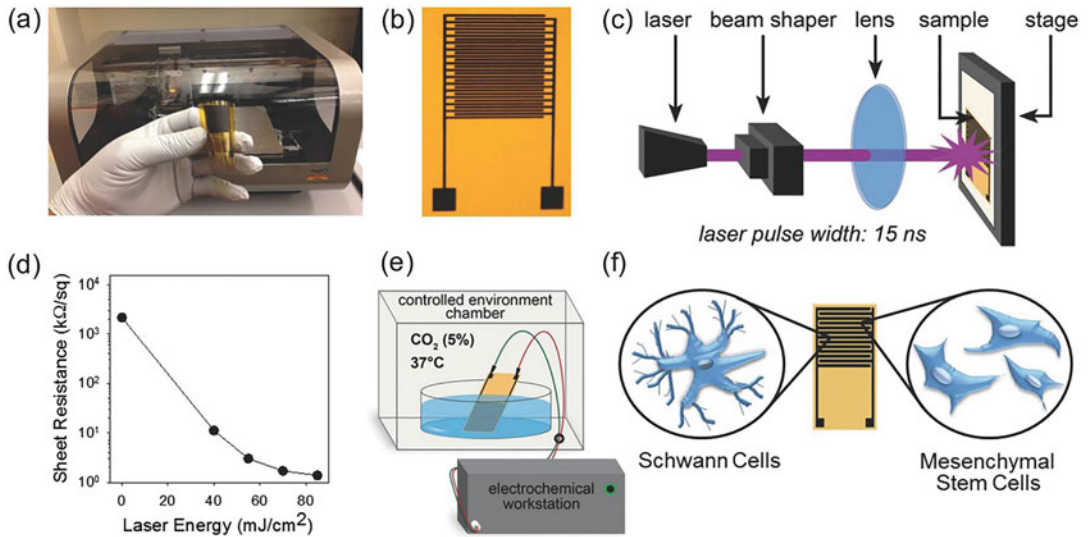 (a)
(b)
(c)
laser
beam shaper
lens
sample
stage
laser pulse width: 15 ns
(d)
Sheet Resistance (kΩ/sq)
10⁴
10³
10²
10¹
10⁰
0
20
40
60
80
Laser Energy (mJ/cm²)
(e)
controlled environment
chamber
CO₂ (5%)
37°C
electrochemical
workstation
(f)
Schwann Cells
Mesenchymal
Stem Cells